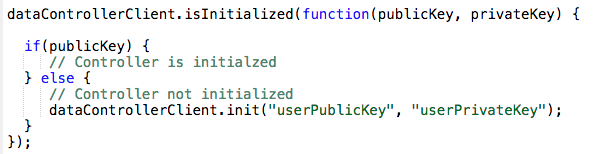 dataControllerClient.isInitialized(function(publicKey, privateKey) {
if(publicKey) {
// Controller is initialzed
} else {
// Controller not initialized
dataControllerClient.init("userPublicKey", "userPrivateKey");
}
});